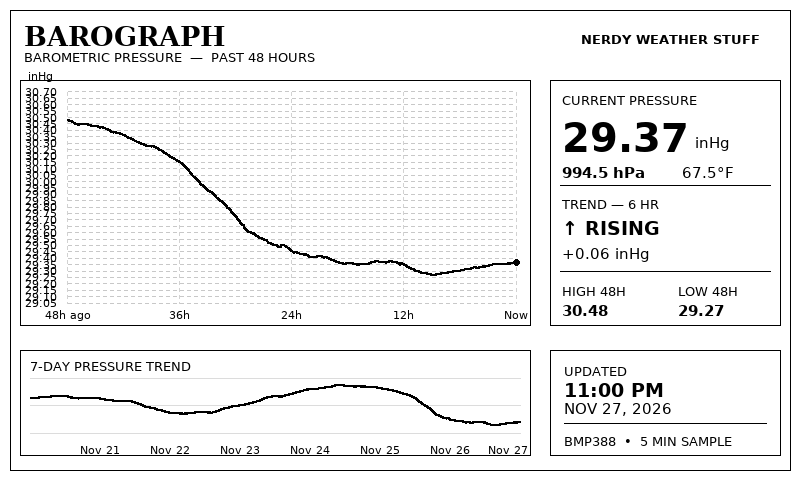 BAROGRAPH
BAROMETRIC PRESSURE — PAST 48 HOURS
NERDY WEATHER STUFF
inHg
30.70
30.65
30.60
30.55
30.50
30.45
30.40
30.35
30.30
30.25
30.20
30.15
30.10
30.05
30.00
29.95
29.90
29.85
29.80
29.75
29.70
29.65
29.60
29.55
29.50
29.45
29.40
29.35
29.30
29.25
29.20
29.15
29.10
29.05
48h ago 36h 24h 12h Now
CURRENT PRESSURE
29.37 inHg
994.5 hPa 67.5°F
TREND — 6 HR
↑ RISING
+0.06 inHg
HIGH 48H LOW 48H
30.48 29.27
7-DAY PRESSURE TREND
Nov 21 Nov 22 Nov 23 Nov 24 Nov 25 Nov 26 Nov 27
UPDATED
11:00 PM
NOV 27, 2026
BMP388 • 5 MIN SAMPLE